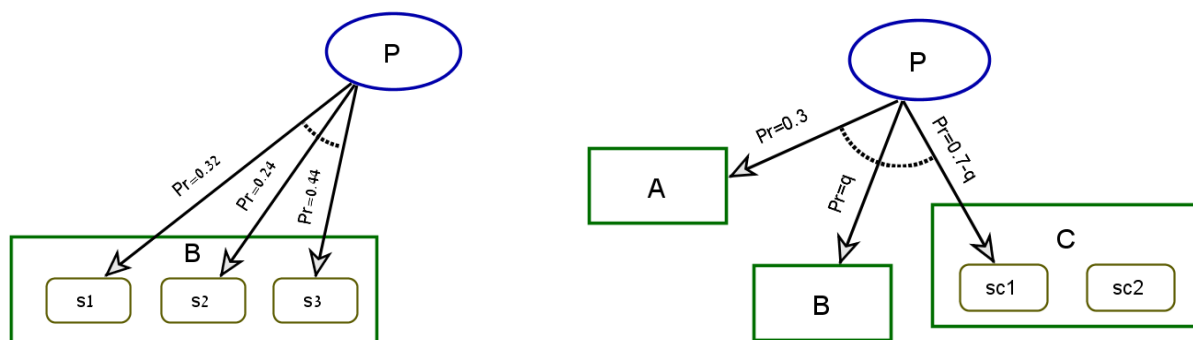 P
Pr=0.32
Pr=0.24
Pr=0.44
B
s1
s2
s3
P
Pr=0.3
Pr=q
Pr=0.7-q
A
B
C
sc1
sc2